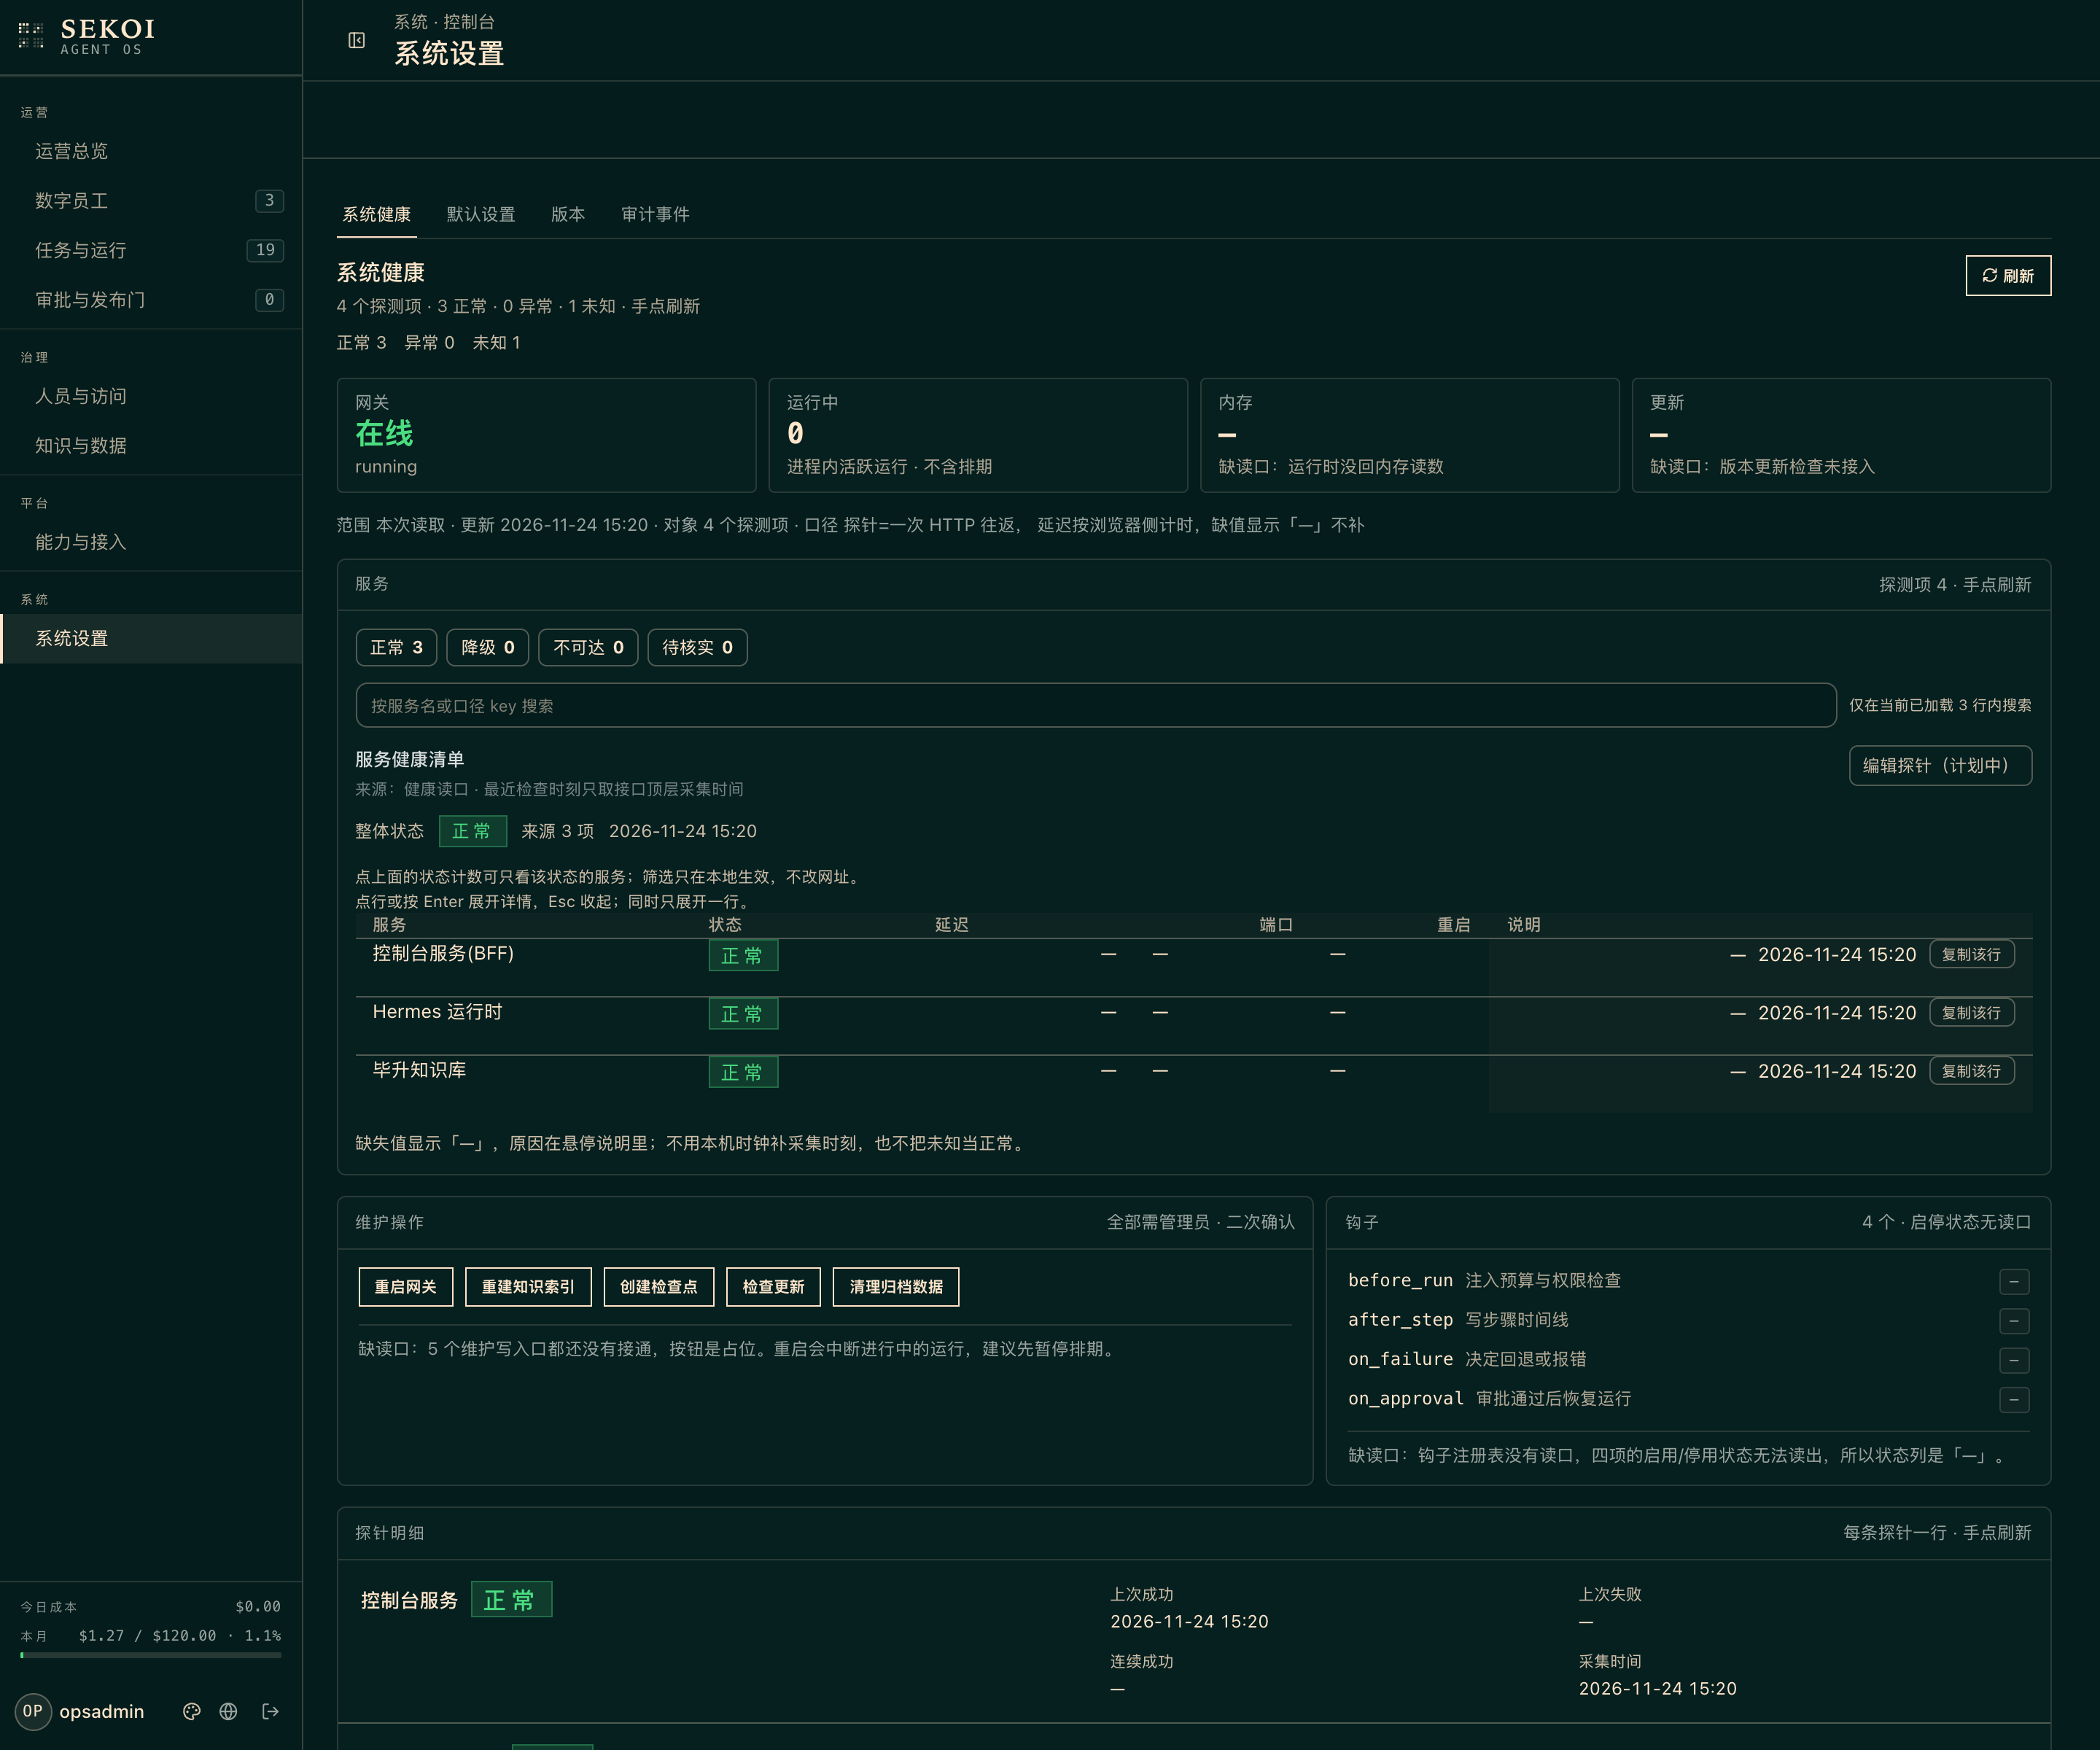 SEKOI
AGENT OS
运营
运营总览
数字员工 3
任务与运行 19
审批与发布门 0
治理
人员与访问
知识与数据
平台
能力与接入
系统
系统设置
今日成本 $0.00
本月 $1.27 / $120.00 · 1.1%
OP opsadmin
系统 · 控制台
系统设置
系统健康 默认设置 版本 审计事件
系统健康
刷新
4 个探测项 · 3 正常 · 0 异常 · 1 未知 · 手点刷新
正常 3 异常 0 未知 1
网关
在线
running
运行中
0
进程内活跃运行 · 不含排期
内存
—
缺读口：运行时没回内存读数
更新
—
缺读口：版本更新检查未接入
范围 本次读取 · 更新 2026-11-24 15:20 · 对象 4 个探测项 · 口径 探针=一次 HTTP 往返， 延迟按浏览器侧计时，缺值显示「—」不补
服务 探测项 4 · 手点刷新
正常 3 降级 0 不可达 0 待核实 0
按服务名或口径 key 搜索 仅在当前已加载 3 行内搜索
服务健康清单
编辑探针（计划中）
来源：健康读口 · 最近检查时刻只取接口顶层采集时间
整体状态 正常 来源 3 项 2026-11-24 15:20
点上面的状态计数可只看该状态的服务；筛选只在本地生效，不改网址。
点行或按 Enter 展开详情，Esc 收起；同时只展开一行。
服务 状态 延迟 端口 重启 说明
控制台服务(BFF) 正常 — — — — 2026-11-24 15:20 复制该行
Hermes 运行时 正常 — — — — 2026-11-24 15:20 复制该行
毕升知识库 正常 — — — — 2026-11-24 15:20 复制该行
缺失值显示「—」，原因在悬停说明里；不用本机时钟补采集时刻，也不把未知当正常。
维护操作 全部需管理员 · 二次确认
重启网关 重建知识索引 创建检查点 检查更新 清理归档数据
缺读口：5 个维护写入口都还没有接通，按钮是占位。重启会中断进行中的运行，建议先暂停排期。
钩子 4 个 · 启停状态无读口
before_run 注入预算与权限检查 —
after_step 写步骤时间线 —
on_failure 决定回退或报错 —
on_approval 审批通过后恢复运行 —
缺读口：钩子注册表没有读口，四项的启用/停用状态无法读出，所以状态列是「—」。
探针明细 每条探针一行 · 手点刷新
控制台服务 正常
上次成功
2026-11-24 15:20
上次失败
—
连续成功
—
采集时间
2026-11-24 15:20